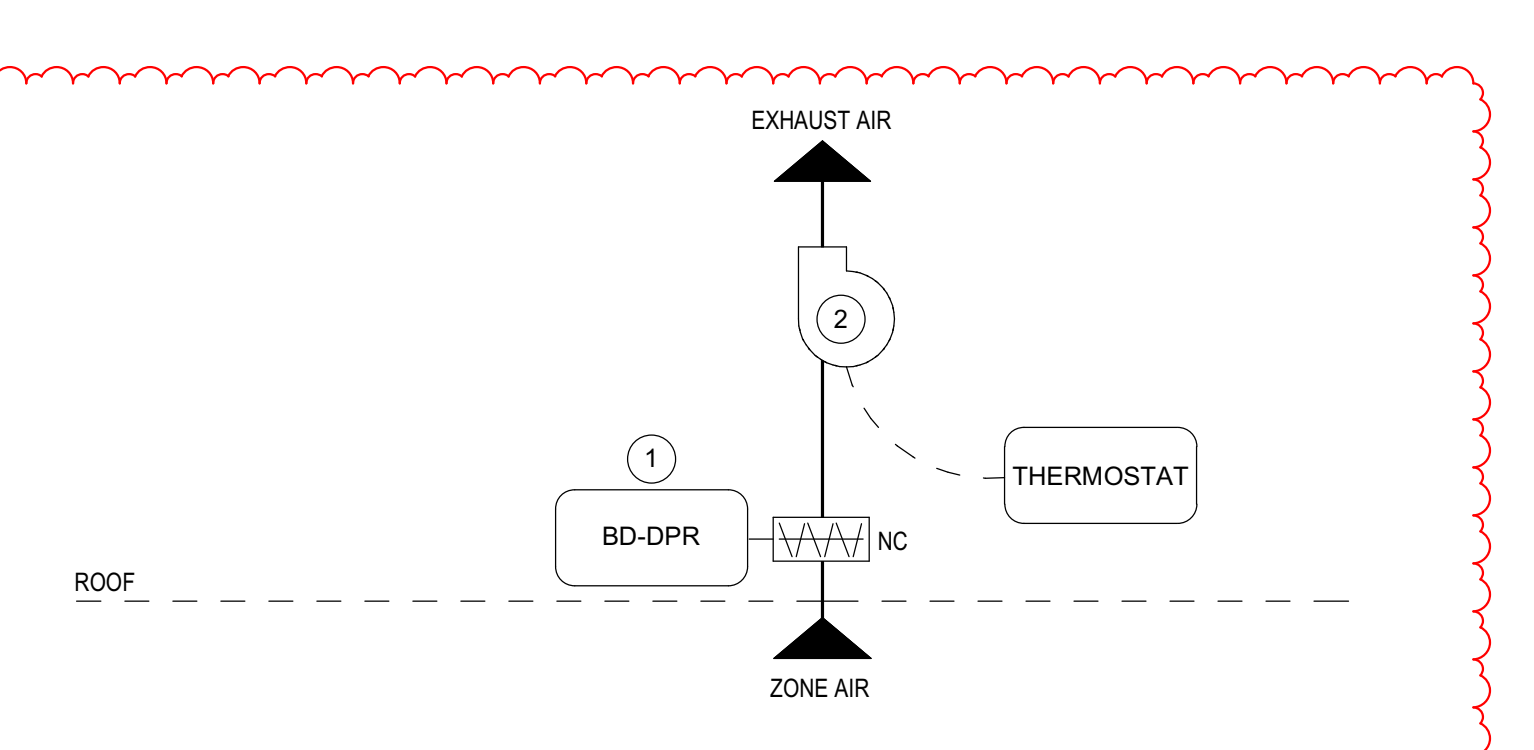 EXHAUST AIR
2
1
THERMOSTAT
BD-DPR
NC
ROOF
ZONE AIR